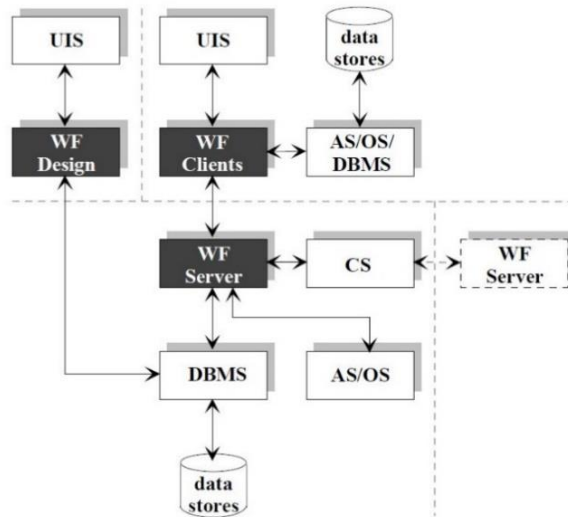 UIS
UIS
data
stores
WF
Design
WF
Clients
AS/OS/
DBMS
WF
Server
CS
WF
Server
DBMS
AS/OS
data
stores